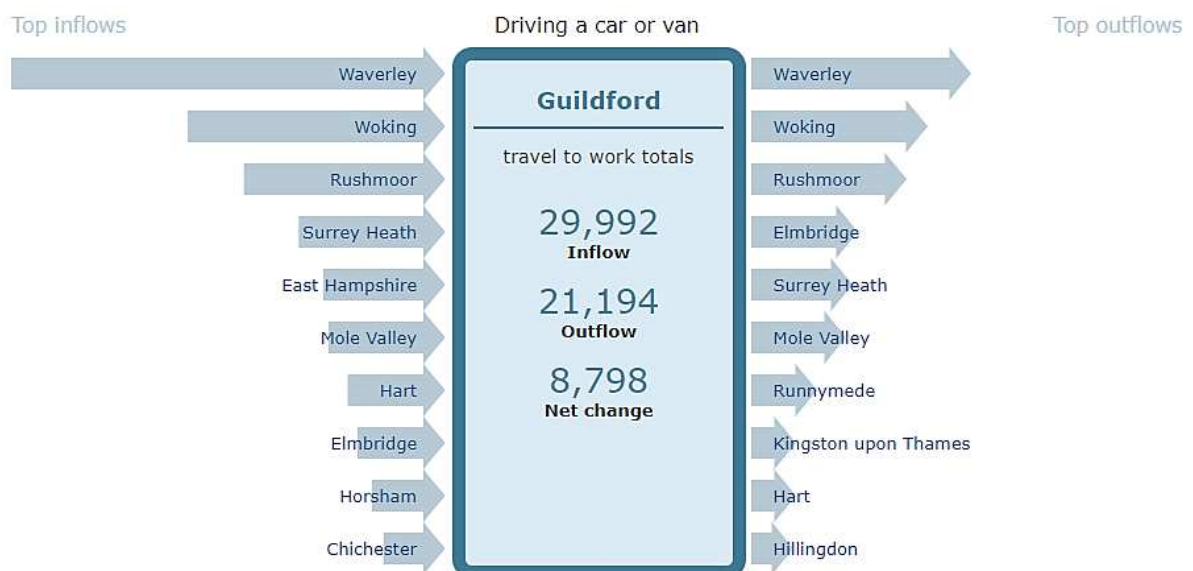 Top inflows
Driving a car or van
Top outflows
Waverley
Woking
Rushmoor
Surrey Heath
East Hampshire
Mole Valley
Hart
Elmbridge
Horsham
Chichester
Guildford
travel to work totals
29,992
Inflow
21,194
Outflow
8,798
Net change
Waverley
Woking
Rushmoor
Elmbridge
Surrey Heath
Mole Valley
Runnymede
Kingston upon Thames
Hart
Hillingdon